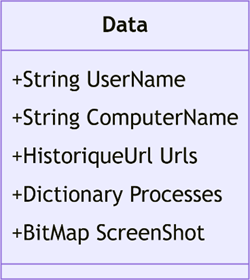 Data
+String UserName
+String ComputerName
+HistoriqueUrl Urls
+Dictionary Processes
+BitMap ScreenShot